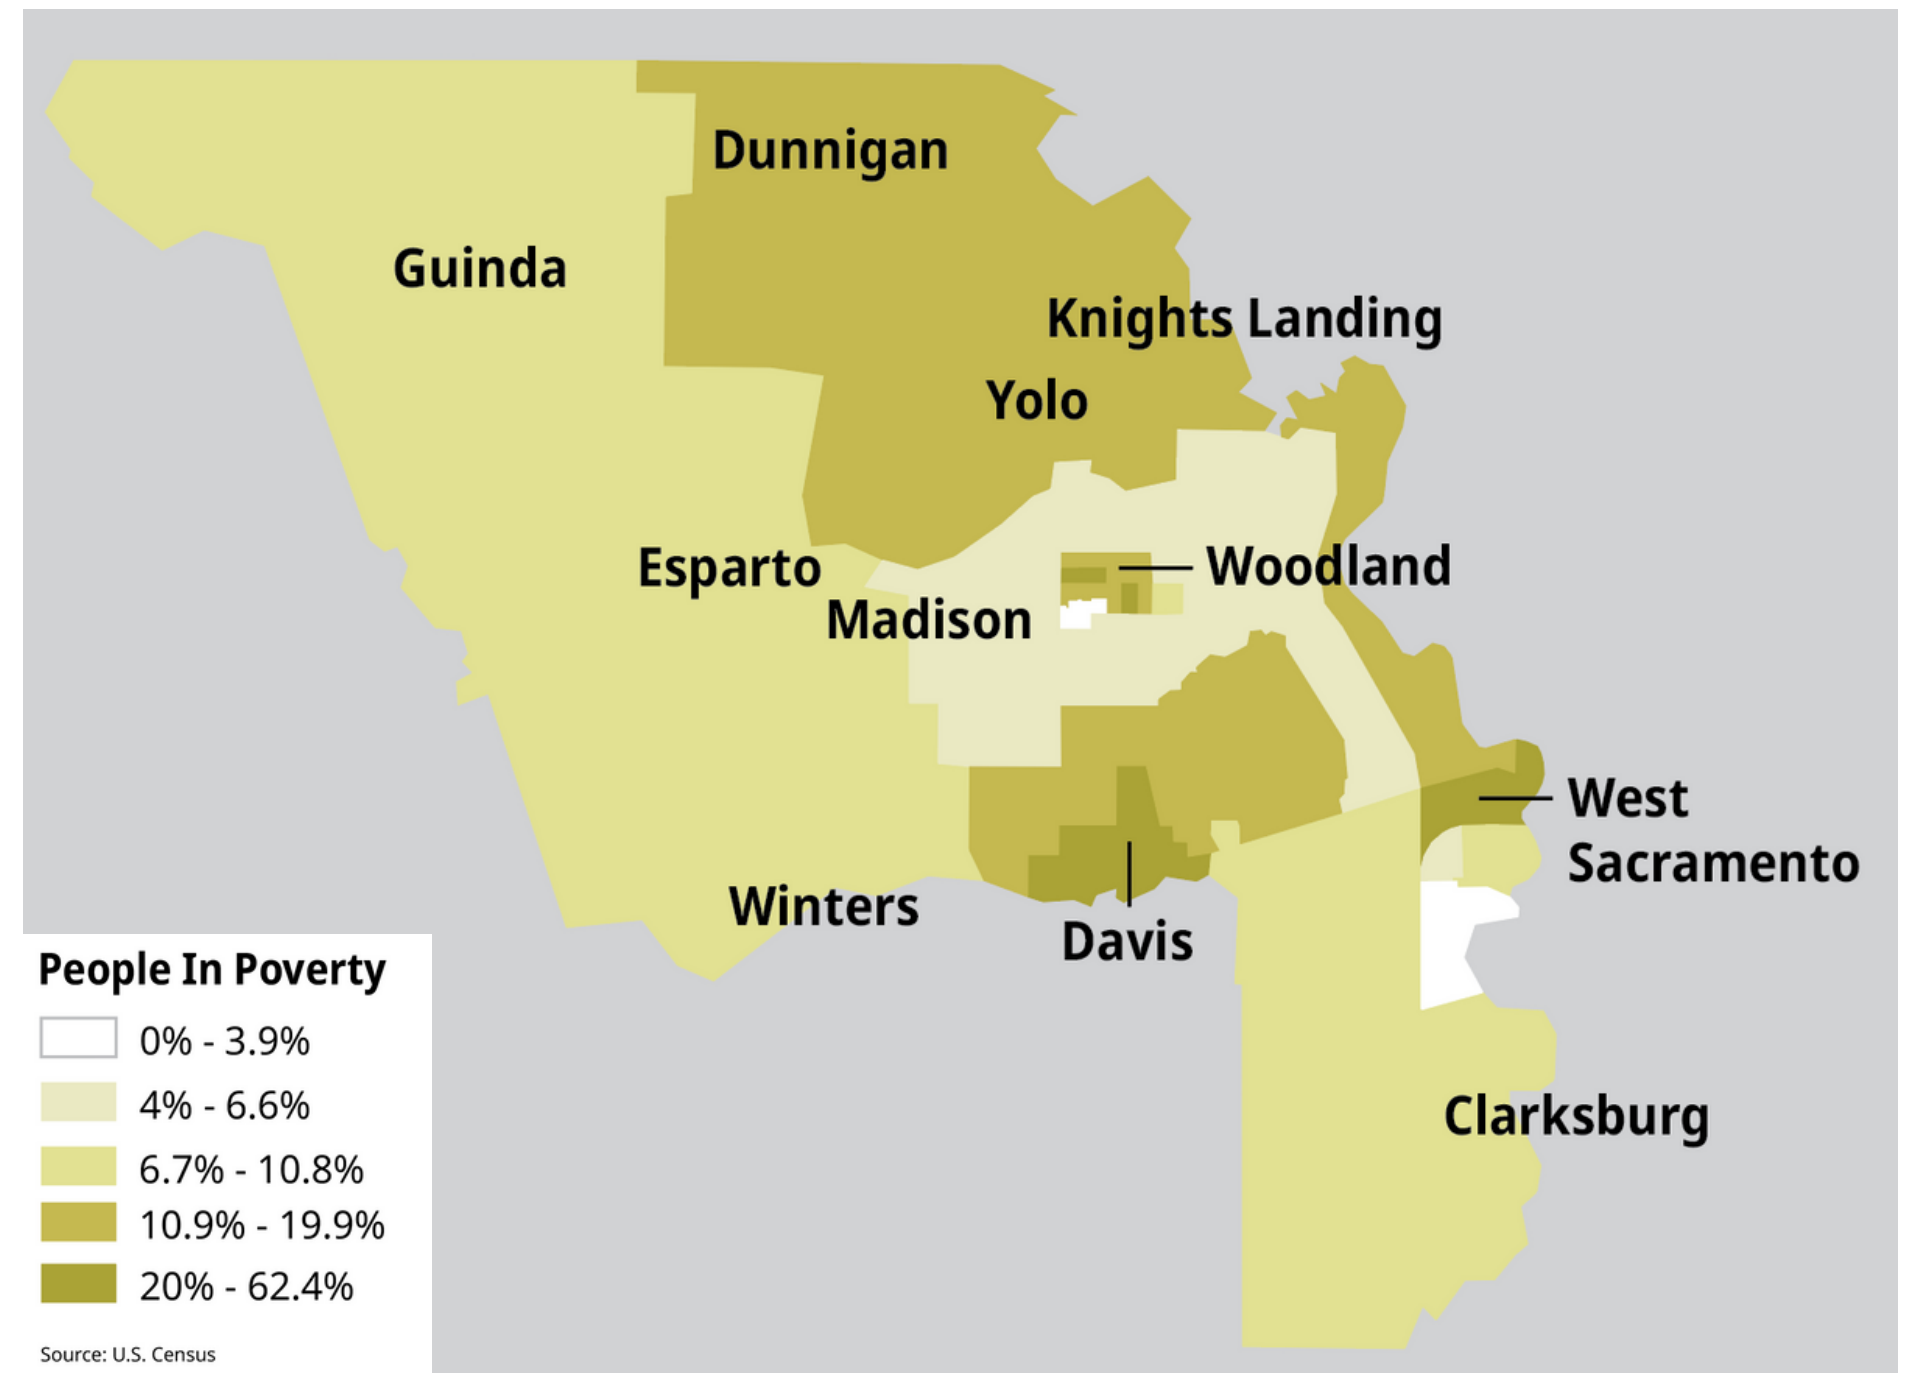 Dunnigan
Guinda
Knights Landing
Yolo
Esparto
Woodland
Madison
West
Sacramento
Winters
Davis
Clarksburg
People In Poverty
0% - 3.9%
4% - 6.6%
6.7% - 10.8%
10.9% - 19.9%
20% - 62.4%
Source: U.S. Census